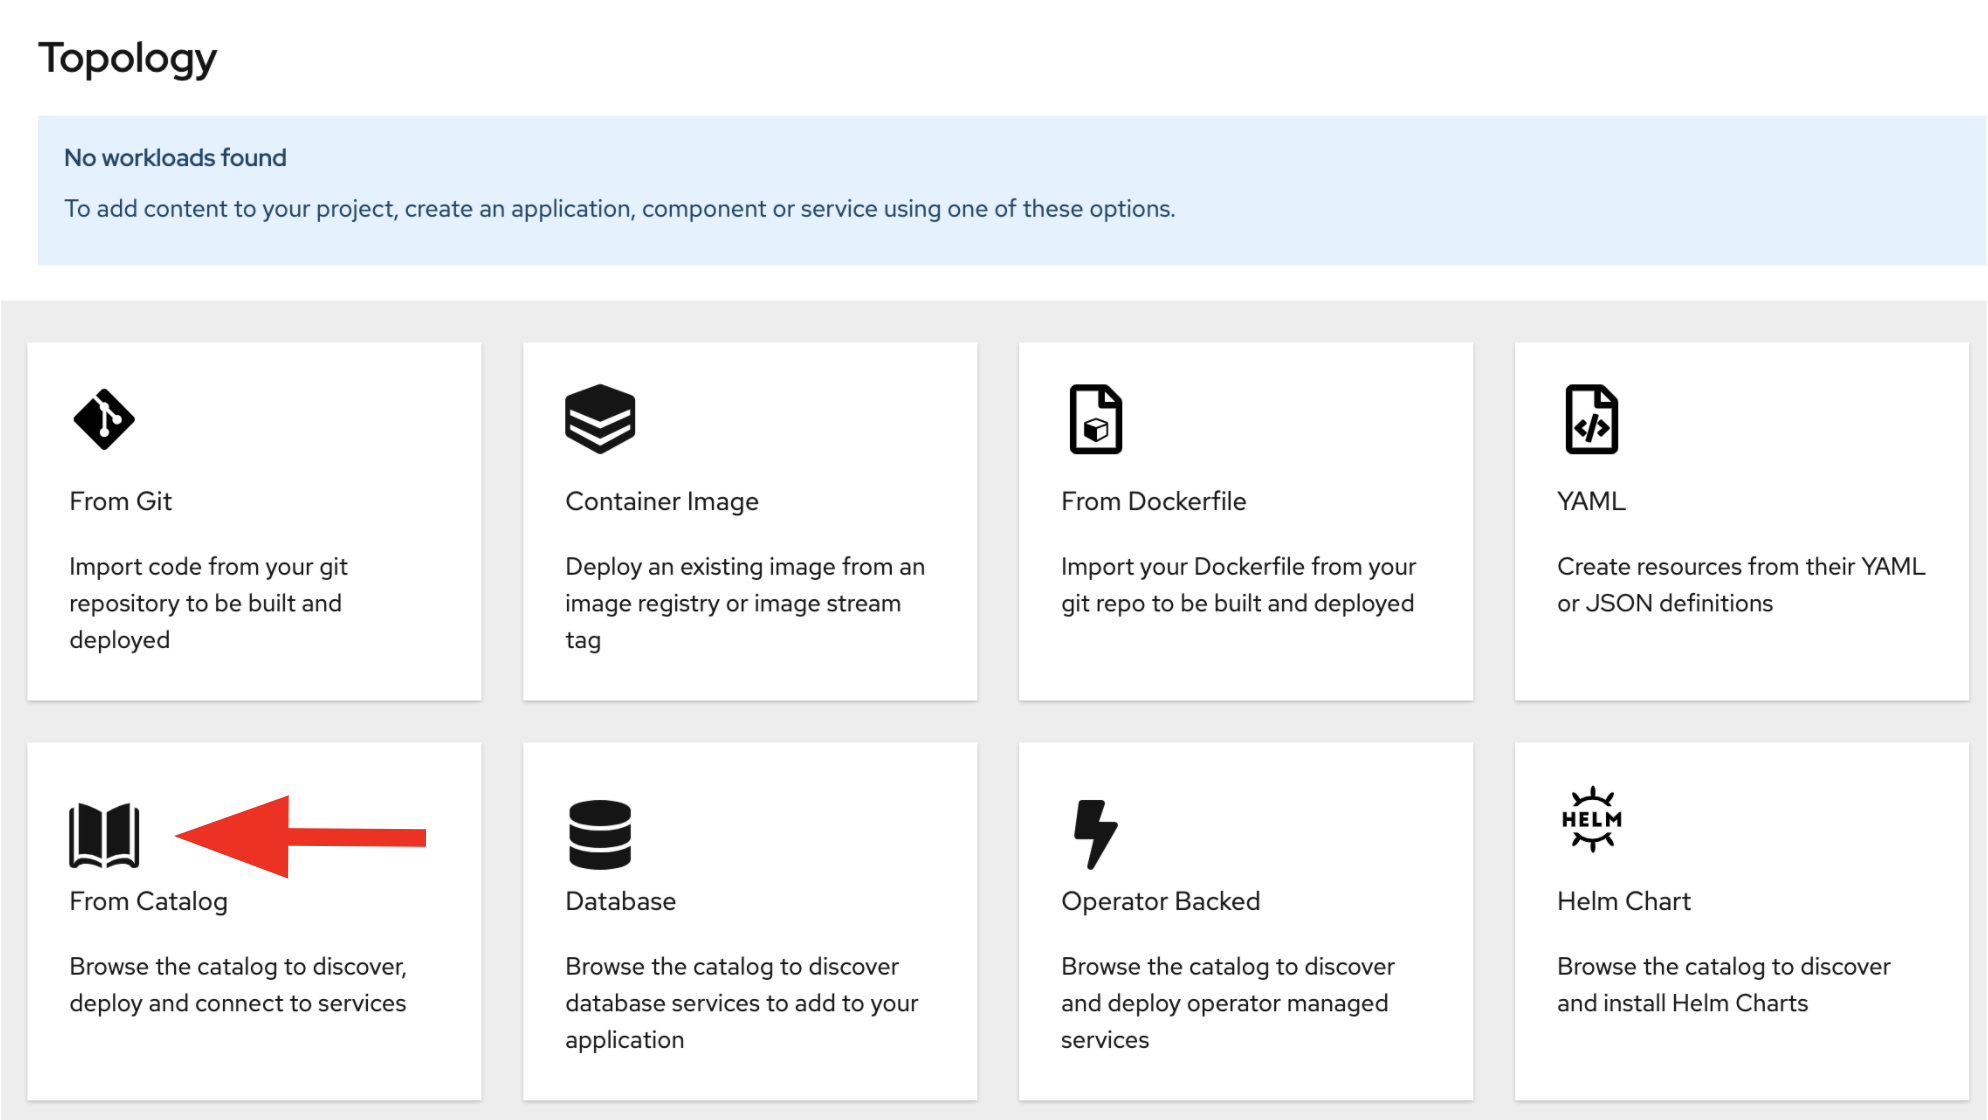 Topology
No workloads found
To add content to your project, create an application, component or service using one of these options.
From Git
Import code from your git
repository to be built and
deployed
Container Image
Deploy an existing image from an
image registry or image stream
tag
From Dockerfile
Import your Dockerfile from your
git repo to be built and deployed
YAML
Create resources from their YAML
or JSON definitions
From Catalog
Browse the catalog to discover,
deploy and connect to services
Database
Browse the catalog to discover
database services to add to your
application
Operator Backed
Browse the catalog to discover
and deploy operator managed
services
HELM
Helm Chart
Browse the catalog to discover
and install Helm Charts